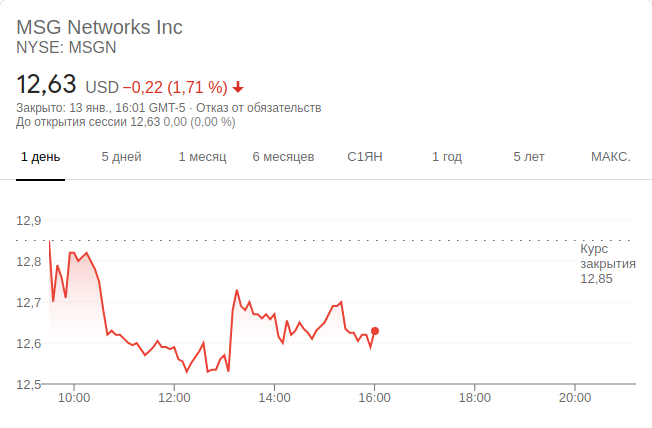 MSG Networks Inc
NYSE: MSGN
12,63 USD −0,22 (1,71 %)
Закрыто: 13 янв., 16:01 GMT-5 · Отказ от обязательств
До открытия сессии 12,63 0,00 (0,00 %)
1 день 5 дней 1 месяц 6 месяцев С1ЯН 1 год 5 лет МАКС.
12,9
Курс
закрытия
12,85
12,8
12,7
12,6
12,5
10:00 12:00 14:00 16:00 18:00 20:00